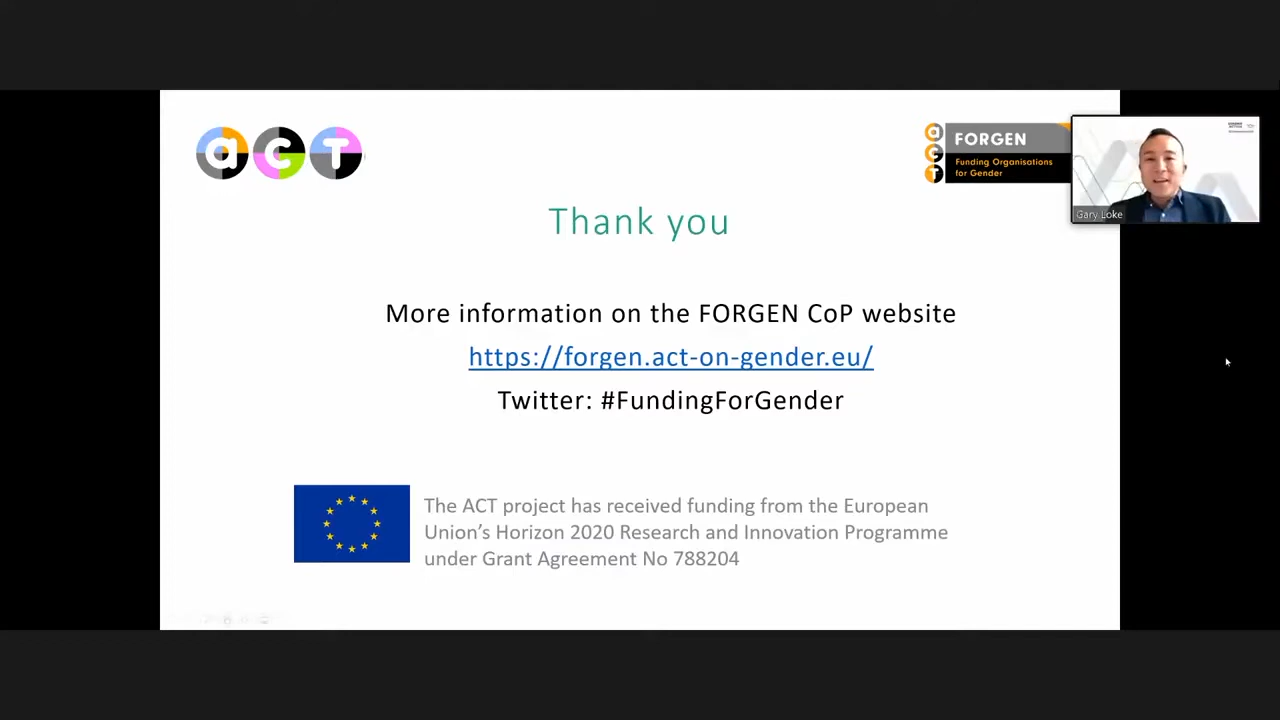 act
act
FORGEN
Funding Organisations
for Gender
Gary Loke
Thank you
More information on the FORGEN CoP website
https://forgen.act-on-gender.eu/
Twitter: #FundingForGender
The ACT project has received funding from the European
Union's Horizon 2020 Research and Innovation Programme
under Grant Agreement No 788204